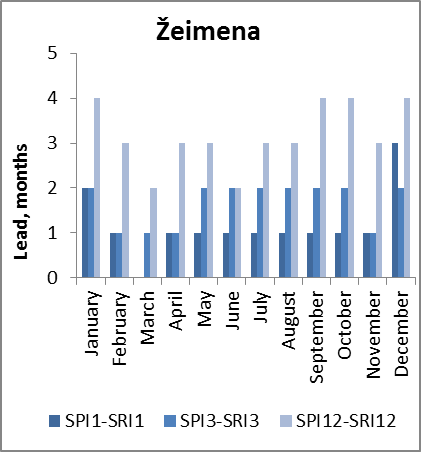 Žeimena
5
4
3
2
1
0
Lead, months
January
February
March
April
May
June
July
August
September
October
November
December
SPI1-SRI1 SPI3-SRI3 SPI12-SRI12